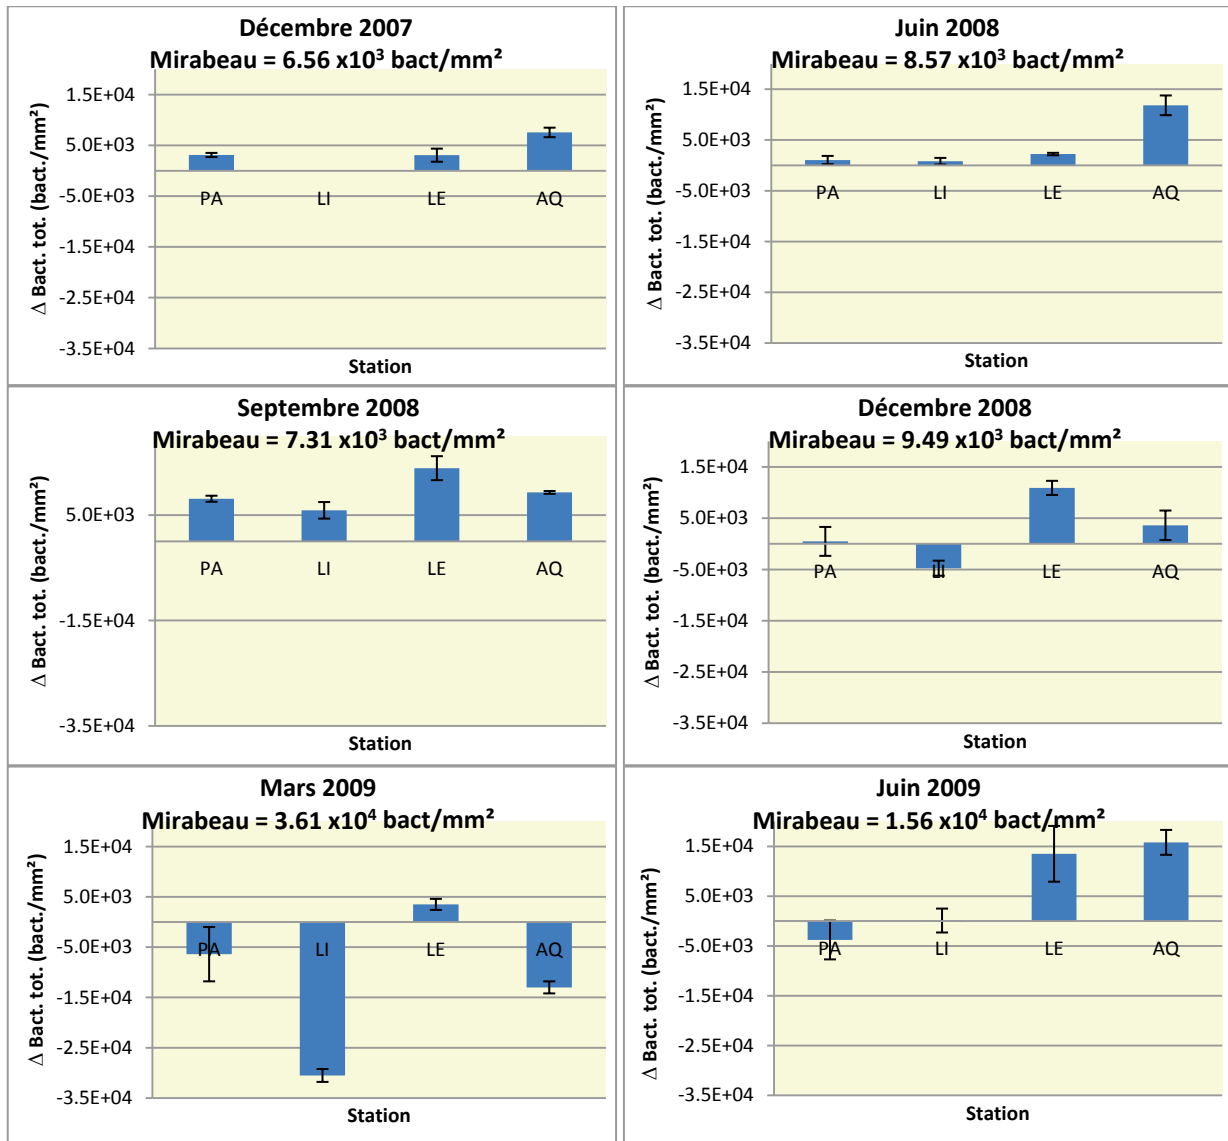 Décembre 2007
Mirabeau = 6.56 x10³ bact/mm²
Δ Bact. tot. (bact./mm²)
1.5E+04
5.0E+03
-5.0E+03
-1.5E+04
-2.5E+04
-3.5E+04
PA LI LE AQ
Station
Juin 2008
Mirabeau = 8.57 x10³ bact/mm²
Δ Bact. tot. (bact./mm²)
1.5E+04
5.0E+03
-5.0E+03
-1.5E+04
-2.5E+04
-3.5E+04
PA LI LE AQ
Station
Septembre 2008
Mirabeau = 7.31 x10³ bact/mm²
Δ Bact. tot. (bact./mm²)
5.0E+03
-1.5E+04
-3.5E+04
PA LI LE AQ
Station
Décembre 2008
Mirabeau = 9.49 x10³ bact/mm²
Δ Bact. tot. (bact./mm²)
1.5E+04
5.0E+03
-5.0E+03
-1.5E+04
-2.5E+04
-3.5E+04
PA LI LE AQ
Station
Mars 2009
Mirabeau = 3.61 x10⁴ bact/mm²
Δ Bact. tot. (bact./mm²)
1.5E+04
5.0E+03
-5.0E+03
-1.5E+04
-2.5E+04
-3.5E+04
PA LI LE AQ
Station
Juin 2009
Mirabeau = 1.56 x10⁴ bact/mm²
Δ Bact. tot. (bact./mm²)
1.5E+04
5.0E+03
-5.0E+03
-1.5E+04
-2.5E+04
-3.5E+04
PA LI LE AQ
Station